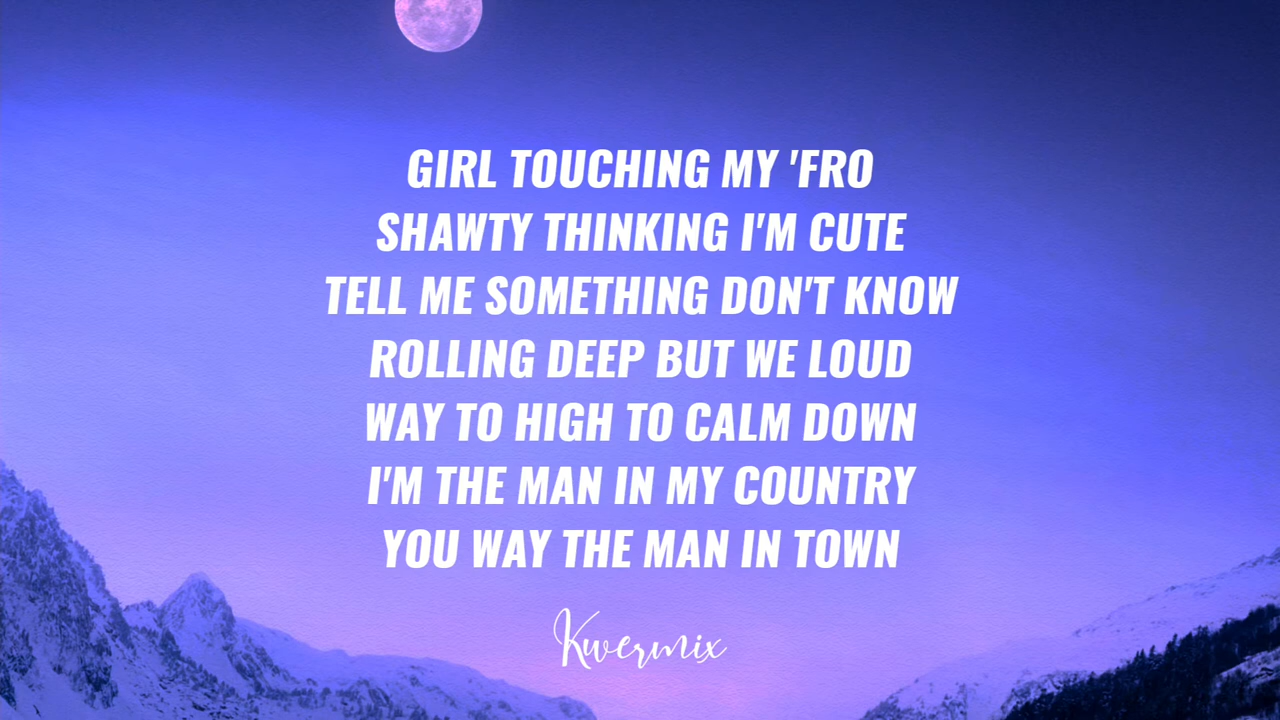 GIRL TOUCHING MY 'FRO
SHAWTY THINKING I'M CUTE
TELL ME SOMETHING DON'T KNOW
ROLLING DEEP BUT WE LOUD
WAY TO HIGH TO CALM DOWN
I'M THE MAN IN MY COUNTRY
YOU WAY THE MAN IN TOWN
Kwermix